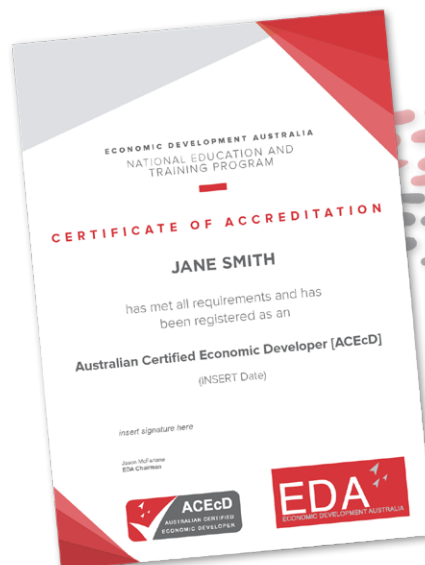 ECONOMIC DEVELOPMENT AUSTRALIA
NATIONAL EDUCATION AND
TRAINING PROGRAM
CERTIFICATE OF ACCREDITATION
JANE SMITH
has met all requirements and has
been registered as an
Australian Certified Economic Developer [ACEcD]
(INSERT Date)
insert signature here
Jason McFarlane
EDA Chairman
ACEcD
AUSTRALIAN CERTIFIED
ECONOMIC DEVELOPER
EDA
ECONOMIC DEVELOPMENT AUSTRALIA